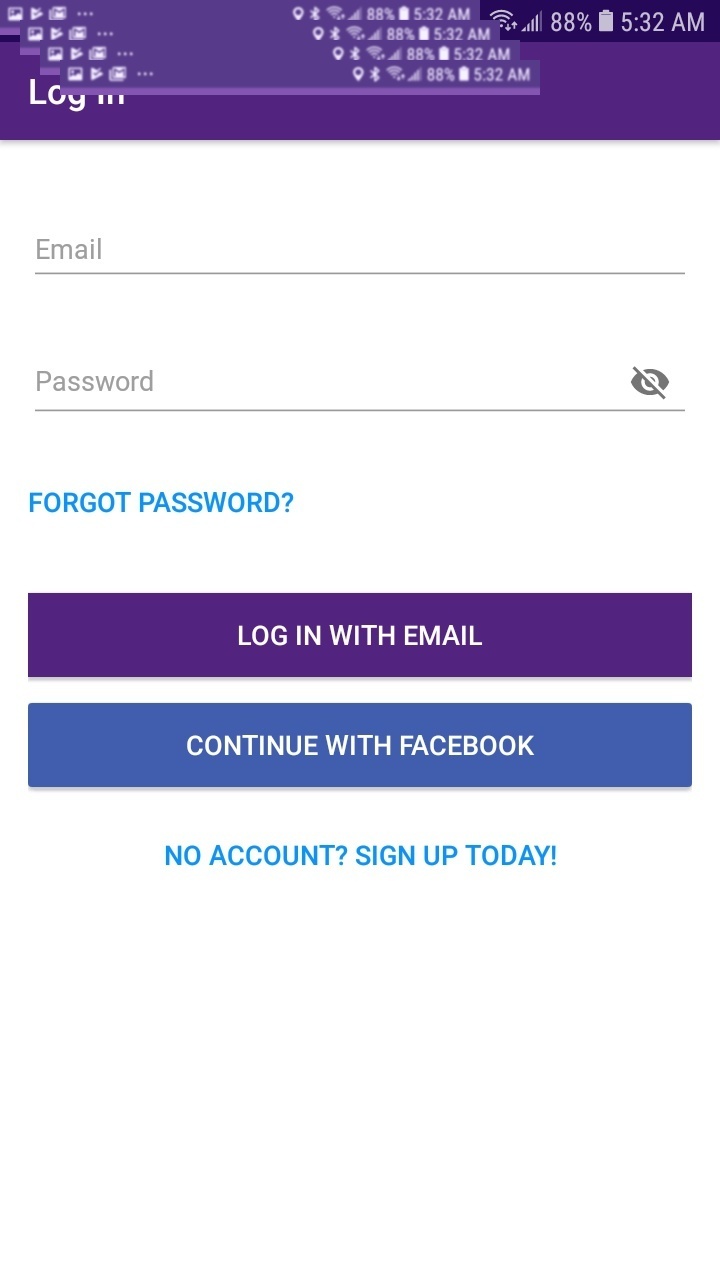 88% 5:32 AM
88% 5:32 AM
88% 5:32 AM
88% 5:32 AM
88% 5:32 AM
Log in
Email
Password
FORGOT PASSWORD?
LOG IN WITH EMAIL
CONTINUE WITH FACEBOOK
NO ACCOUNT? SIGN UP TODAY!